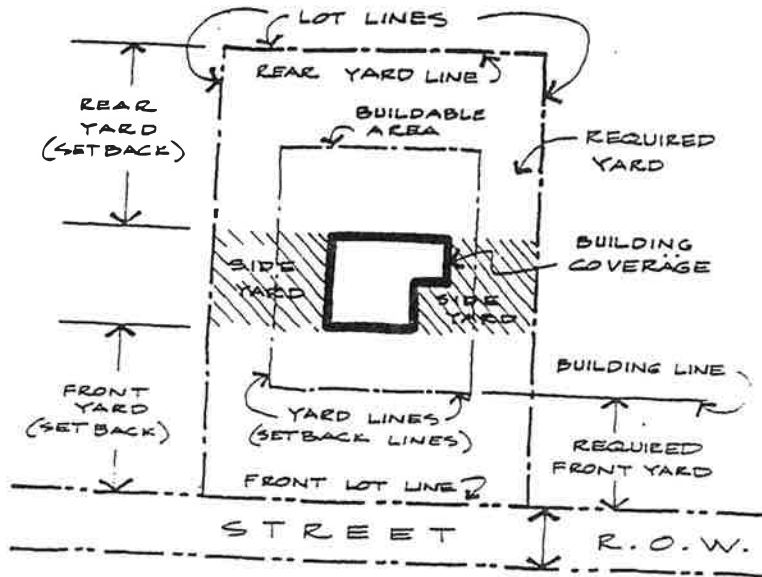 LOT LINES
REAR YARD LINE
REAR
YARD
(SETBACK)
BUILDABLE
AREA
REQUIRED
YARD
SIDE
YARD
BUILDING
COVERAGE
SIDE
YARD
FRONT
YARD
(SETBACK)
BUILDING LINE
YARD LINES
(SETBACK LINES)
REQUIRED
FRONT YARD
FRONT LOT LINE
STREET
R.O.W.